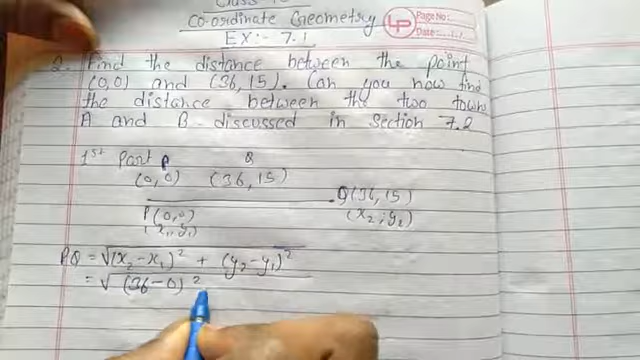 Co-ordinate Geometry
LP Page No.:
Date:
EX:- 7.1
2. Find the distance between the point
(0,0) and (36,15). Can you now find
the distance between the two towns
A and B discussed in section 7.2
1st Part P Q
(0,0) (36,15)
P(0,0) Q(36,15)
(x1,y1) (x2,y2)
PQ = √(x2-x1)² + (y2-y1)²
= √(36-0)²